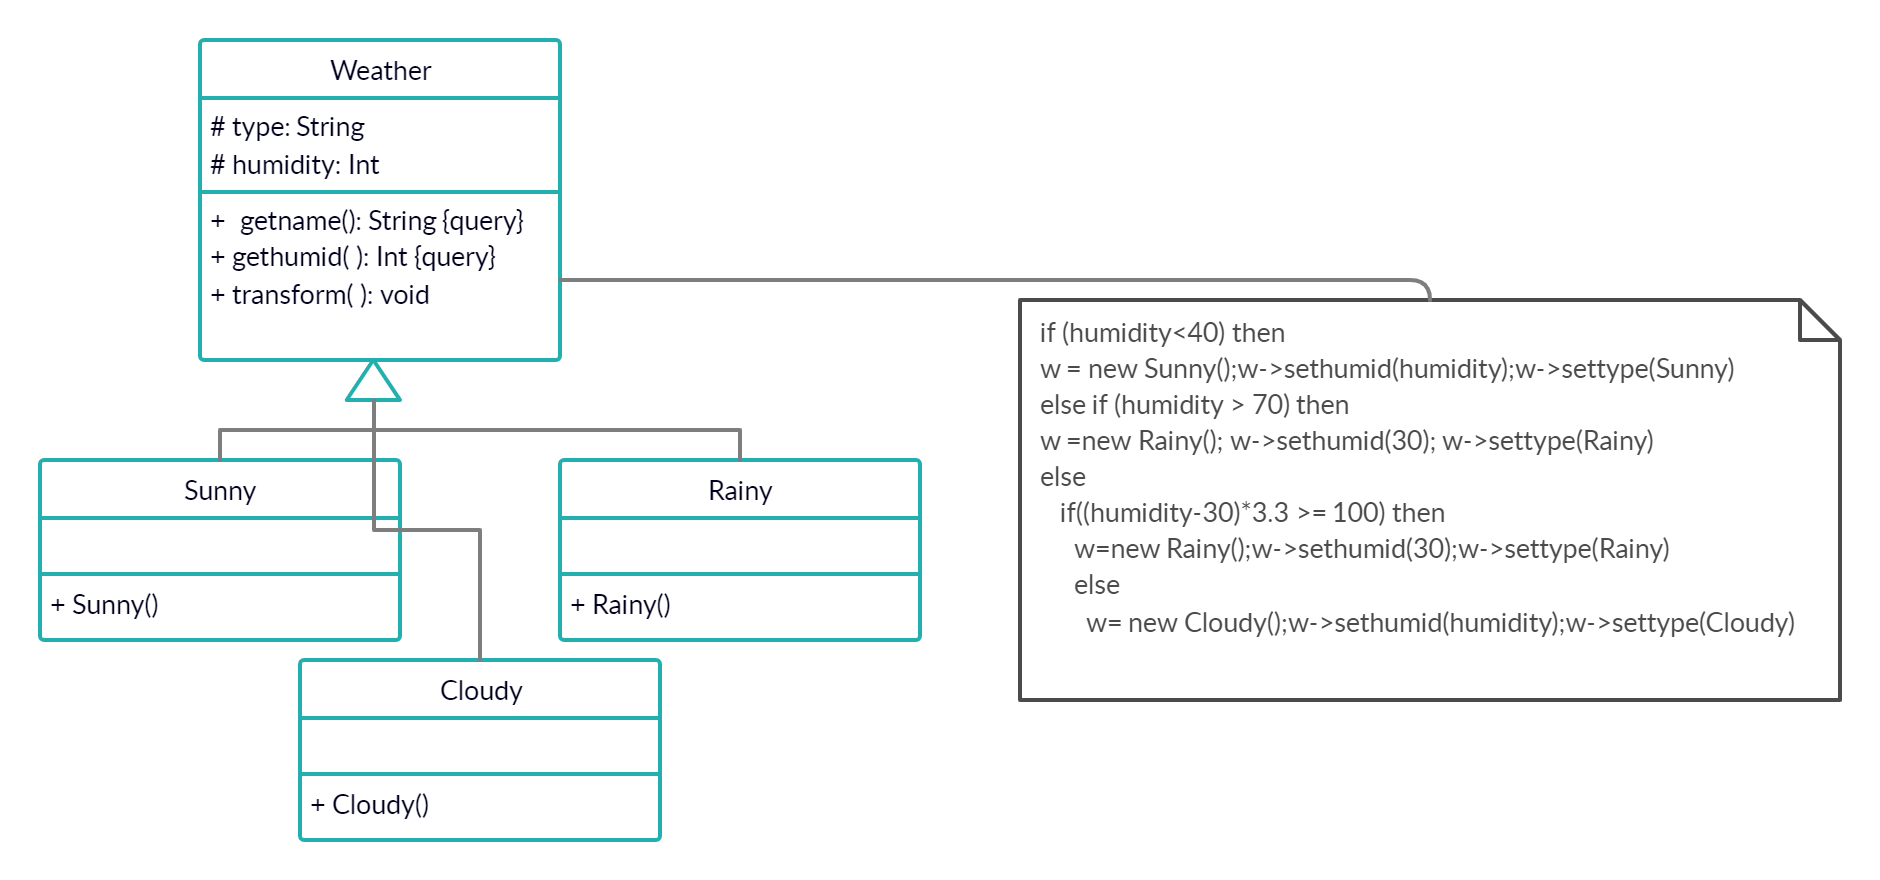 Weather
# type: String
# humidity: Int
+  getname(): String {query}
+ gethumid( ): Int {query}
+ transform( ): void
if (humidity<40) then
w = new Sunny();w->sethumid(humidity);w->settype(Sunny)
else if (humidity > 70) then
w =new Rainy(); w->sethumid(30); w->settype(Rainy)
else
if((humidity-30)*3.3 >= 100) then
w=new Rainy();w->sethumid(30);w->settype(Rainy)
else
w= new Cloudy();w->sethumid(humidity);w->settype(Cloudy)
Sunny
+ Sunny()
Rainy
+ Rainy()
Cloudy
+ Cloudy()